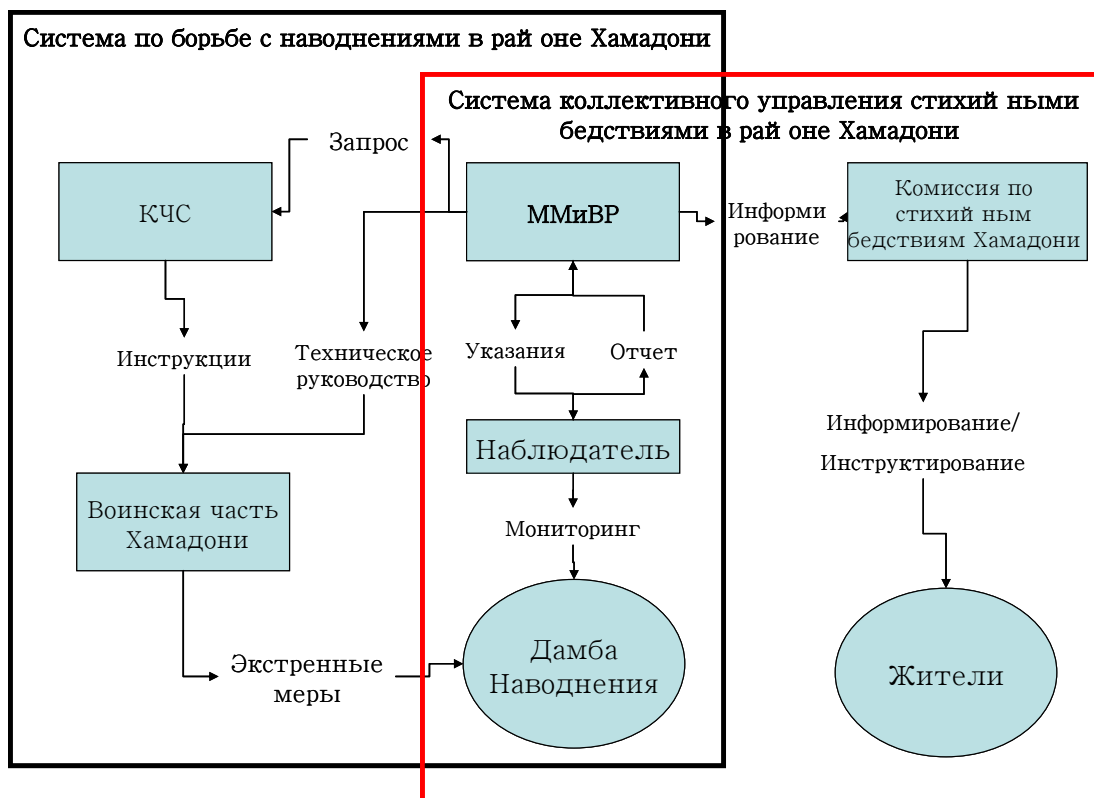 Система по борьбе с наводнениями в рай оне Хамадони
Система коллективного управления стихий ными
бедствиями в рай оне Хамадони
Запрос
КЧС
ММиВР
Информи
рование
Комиссия по
стихий ным
бедствиям Хамадони
Инструкции
Техническое
руководство
Указания
Отчет
Наблюдатель
Информирование/
Инструктирование
Воинская часть
Хамадони
Мониторинг
Экстренные
меры
Дамба
Наводнения
Жители